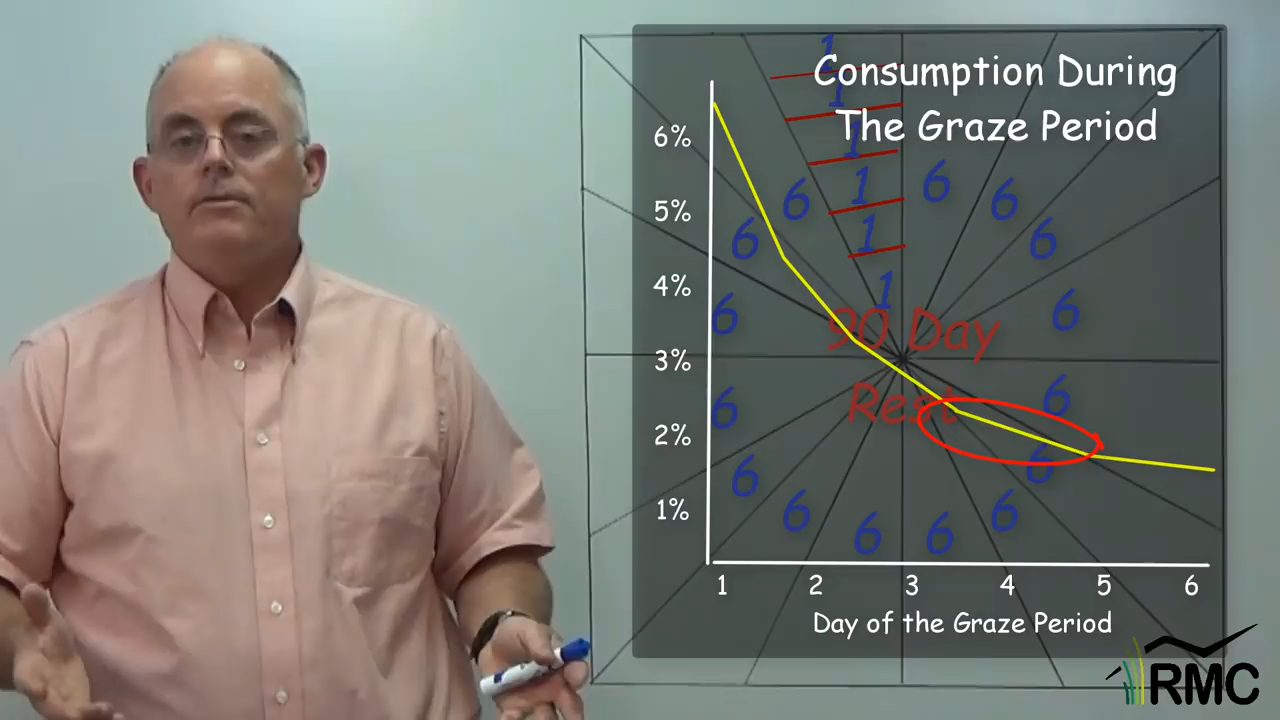 Consumption During
The Graze Period
6%
5%
4%
3%
2%
1%
1 2 3 4 5 6
Day of the Graze Period
1
1
1
1
1
1
6 6 6
6 6 6
6 6
90 Day
Rest
6 6
6 6
6 6
6 6
RMC